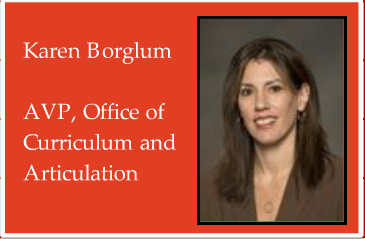 Karen Borglum
AVP, Office of
Curriculum and
Articulation